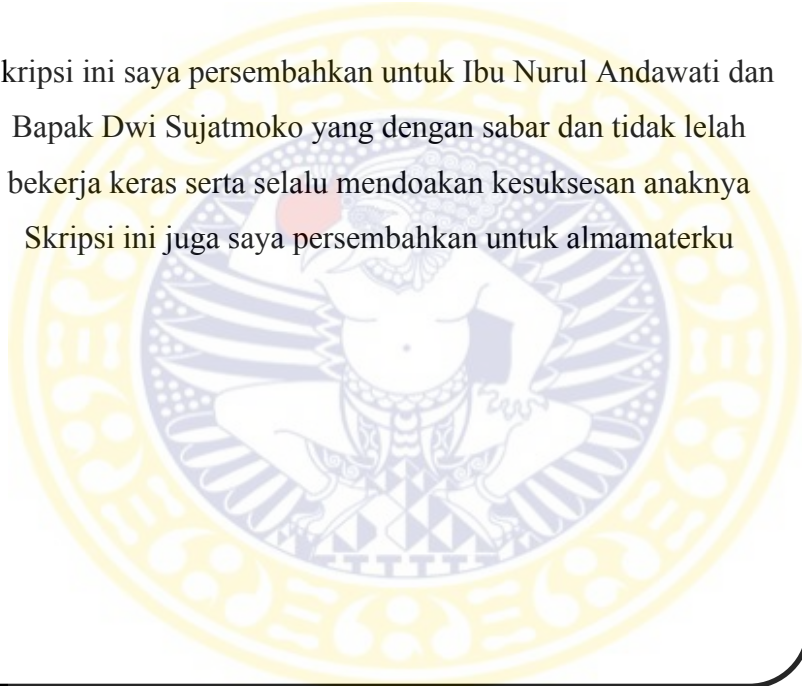 kripsi ini saya persembahkan untuk Ibu Nurul Andawati dan
Bapak Dwi Sujatmoko yang dengan sabar dan tidak lelah
bekerja keras serta selalu mendoakan kesuksesan anaknya
Skripsi ini juga saya persembahkan untuk almamaterku